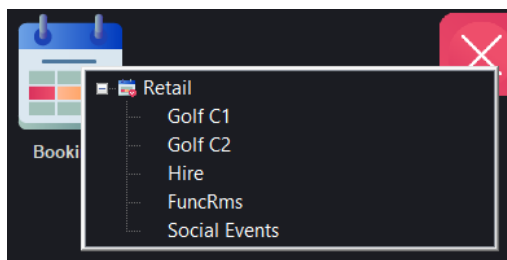 Retail
Golf C1
Golf C2
Booki
Hire
FuncRms
Social Events